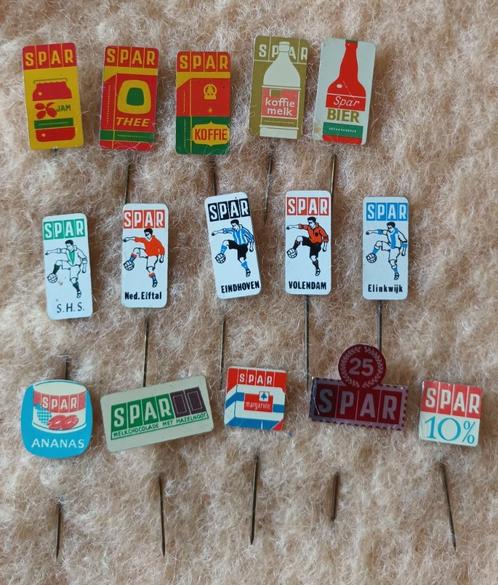 SPAR
JAM
SPAR
THEE
SPAR
KOFFIE
SPAR
koffie
melk
Spar
BIER
SPAR
S.H.S.
SPAR
Ned. Elftal
SPAR
EINDHOVEN
SPAR
VOLENDAM
SPAR
Elinkwijk
SPAR
ANANAS
SPAR
MELKCHOCOLADE MET HAZELNOOT
SPAR
margarine
25
SPAR
SPAR
10%